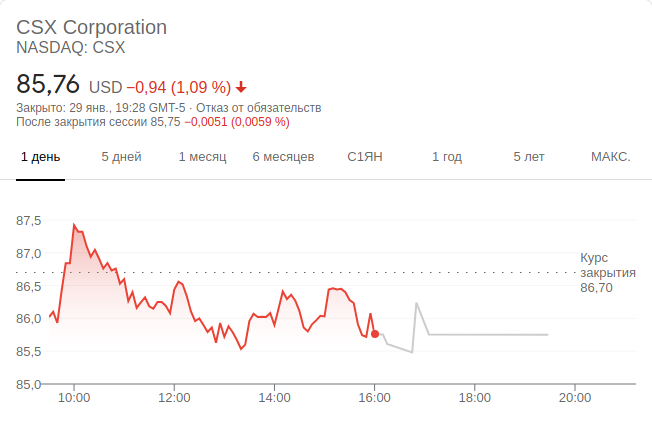 CSX Corporation
NASDAQ: CSX
85,76 USD −0,94 (1,09 %)
Закрыто: 29 янв., 19:28 GMT-5 · Отказ от обязательств
После закрытия сессии 85,75 −0,0051 (0,0059 %)
1 день 5 дней 1 месяц 6 месяцев С1ЯН 1 год 5 лет МАКС.
87,5
87,0
86,5
86,0
85,5
85,0
Курс
закрытия
86,70
10:00 12:00 14:00 16:00 18:00 20:00